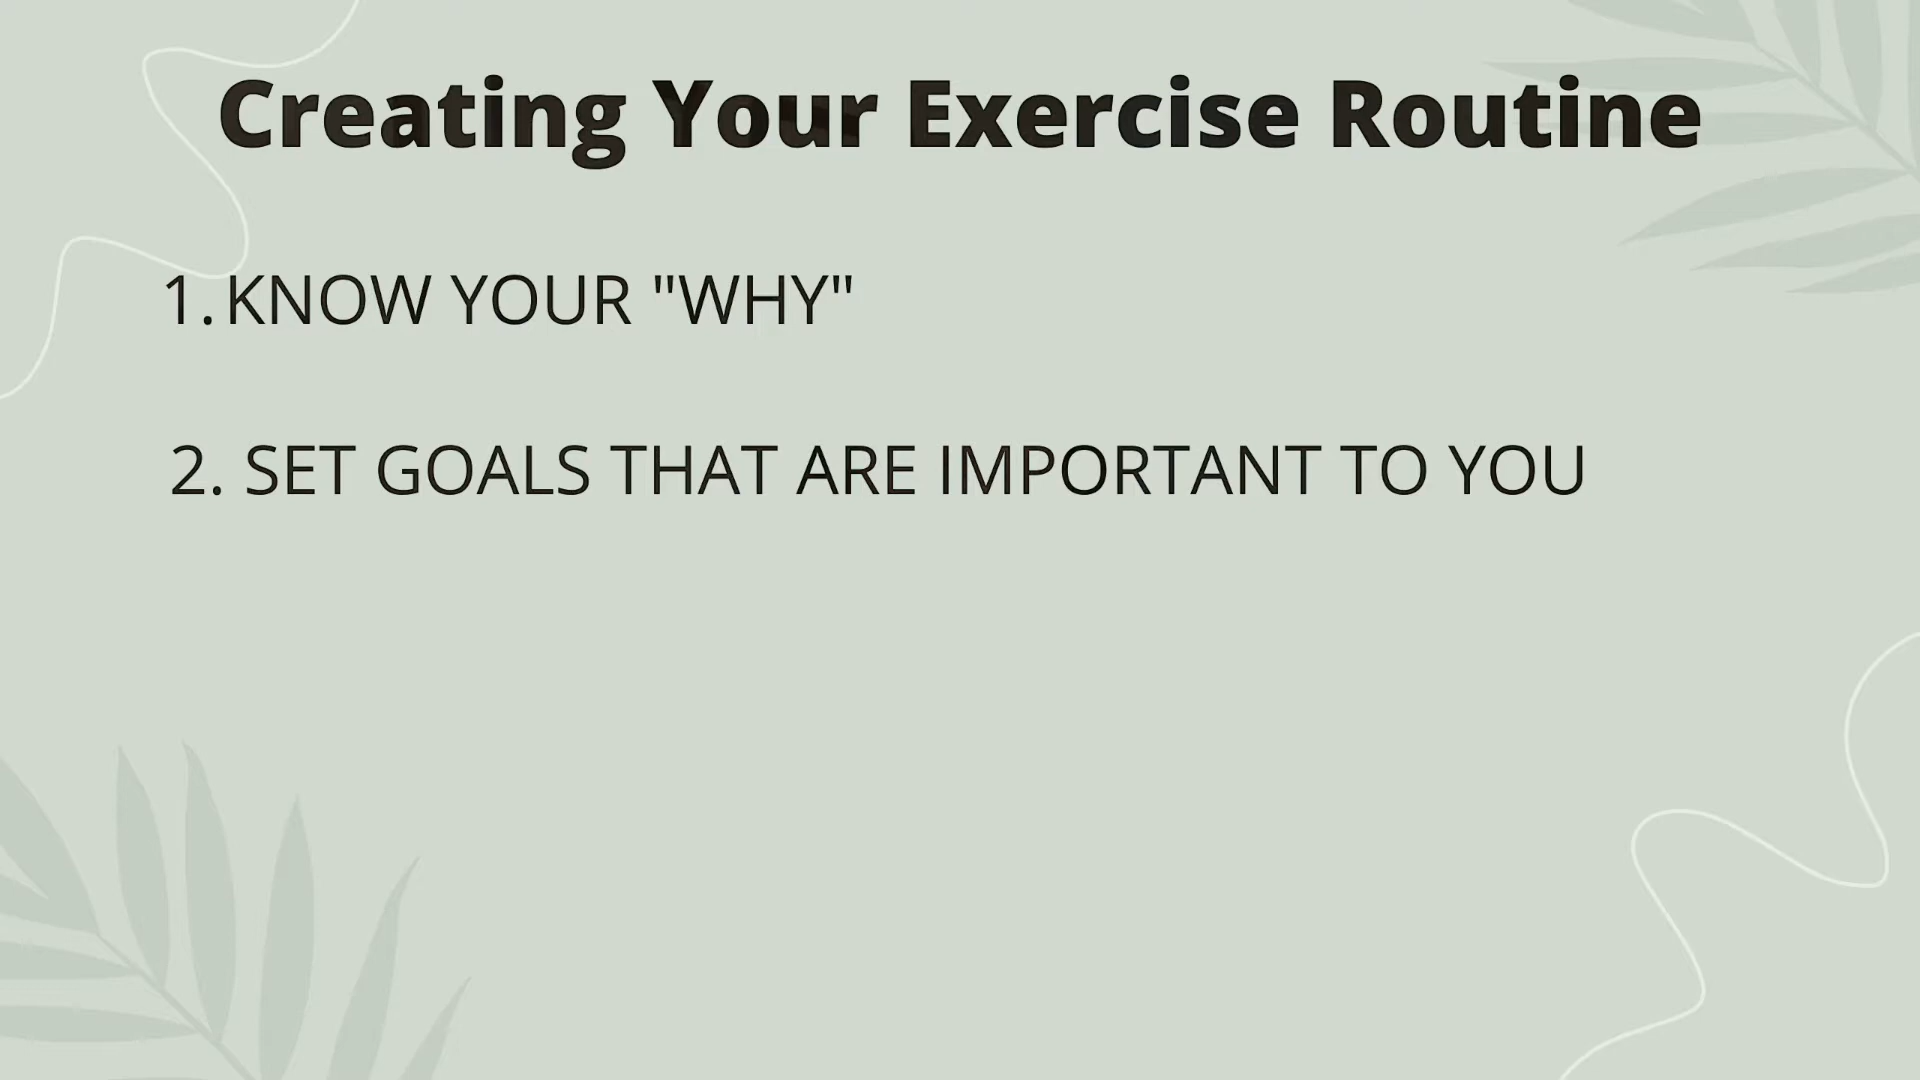 Creating Your Exercise Routine
1. KNOW YOUR "WHY"
2. SET GOALS THAT ARE IMPORTANT TO YOU